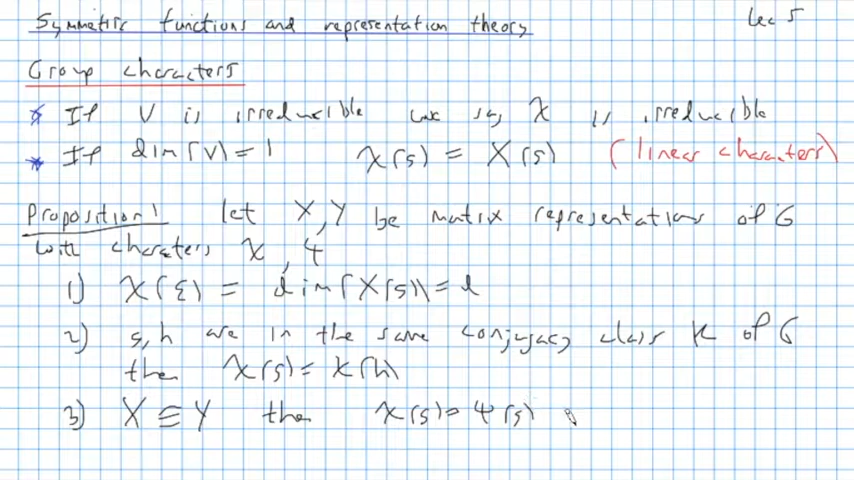 Symmetric functions and representation theory
Lec 5
Group characters
* If V is irreducible we say χ is irreducible
* If dim(V) = 1 χ(g) = X(g) (linear characters)
Proposition 1 let X, Y be matrix representations of G
with characters χ, ψ
1) χ(ε) = dim(X(g)) = d
2) g, h are in the same conjugacy class K of G
then χ(g) = χ(h)
3) X ≅ Y then χ(g) = ψ(g)